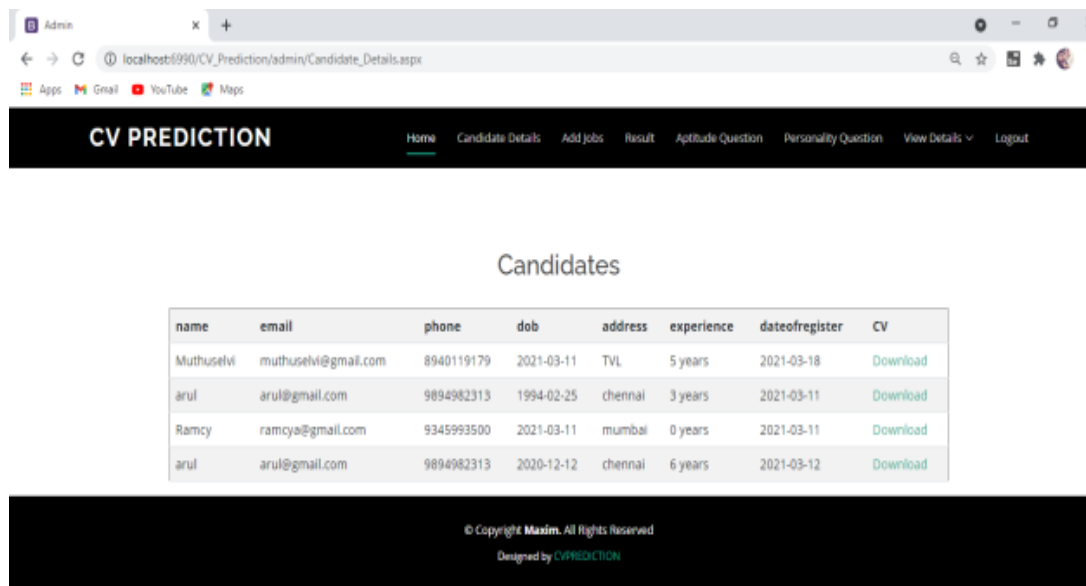 Admin
localhost:6990/CV_Prediction/admin/Candidate_Details.aspx
Apps Gmail YouTube Maps
CV PREDICTION Home Candidate Details Add Jobs Result Aptitude Question Personality Question View Details Logout
Candidates
name email phone dob address experience dateofregister CV
Muthuselvi muthuselvi@gmail.com 8940119179 2021-03-11 TVL 5 years 2021-03-18 Download
arul arul@gmail.com 9894982313 1994-02-25 chennai 3 years 2021-03-11 Download
Ramcy ramcya@gmail.com 9345993500 2021-03-11 mumbai 0 years 2021-03-11 Download
arul arul@gmail.com 9894982313 2020-12-12 chennai 6 years 2021-03-12 Download
© Copyright Maxim. All Rights Reserved
Designed by CVPREDICTION